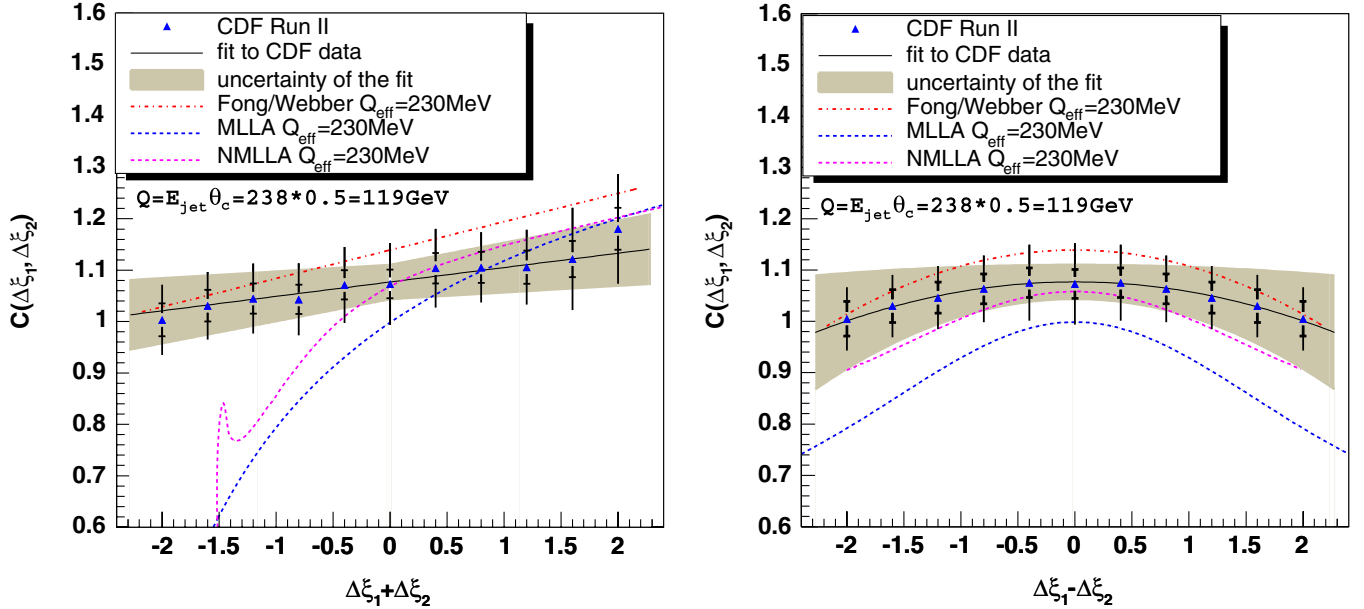 CDF Run II
fit to CDF data
uncertainty of the fit
Fong/Webber Q_eff=230MeV
MLLA Q_eff=230MeV
NMLLA Q_eff=230MeV
Q=E_jetθ_c=238*0.5=119GeV
C(Δξ_1, Δξ_2)
1.6
1.5
1.4
1.3
1.2
1.1
1
0.9
0.8
0.7
0.6
-2 -1.5 -1 -0.5 0 0.5 1 1.5 2
Δξ_1+Δξ_2
CDF Run II
fit to CDF data
uncertainty of the fit
Fong/Webber Q_eff=230MeV
MLLA Q_eff=230MeV
NMLLA Q_eff=230MeV
Q=E_jetθ_c=238*0.5=119GeV
C(Δξ_1, Δξ_2)
1.6
1.5
1.4
1.3
1.2
1.1
1
0.9
0.8
0.7
0.6
-2 -1.5 -1 -0.5 0 0.5 1 1.5 2
Δξ_1-Δξ_2